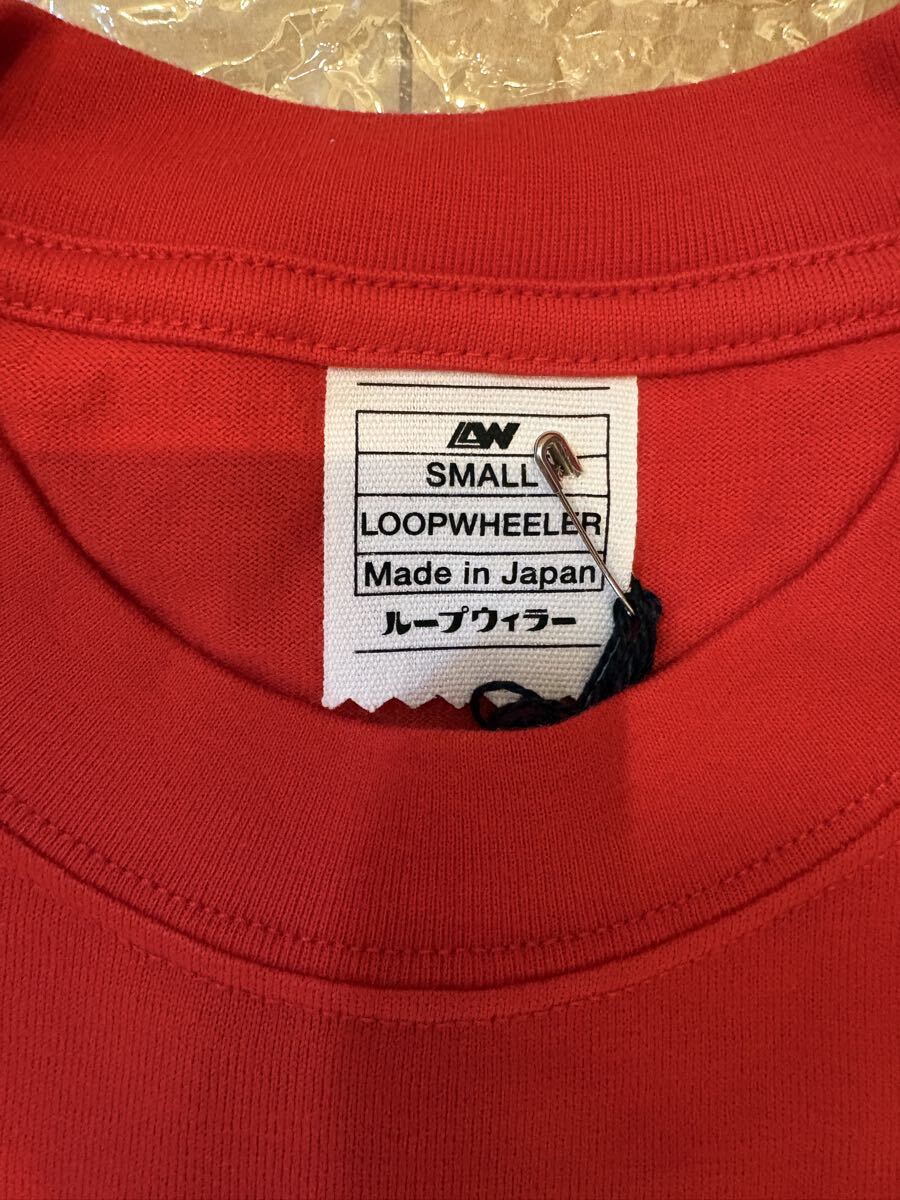 LW
SMALL
LOOPWHEELER
Made in Japan
ループウィラー